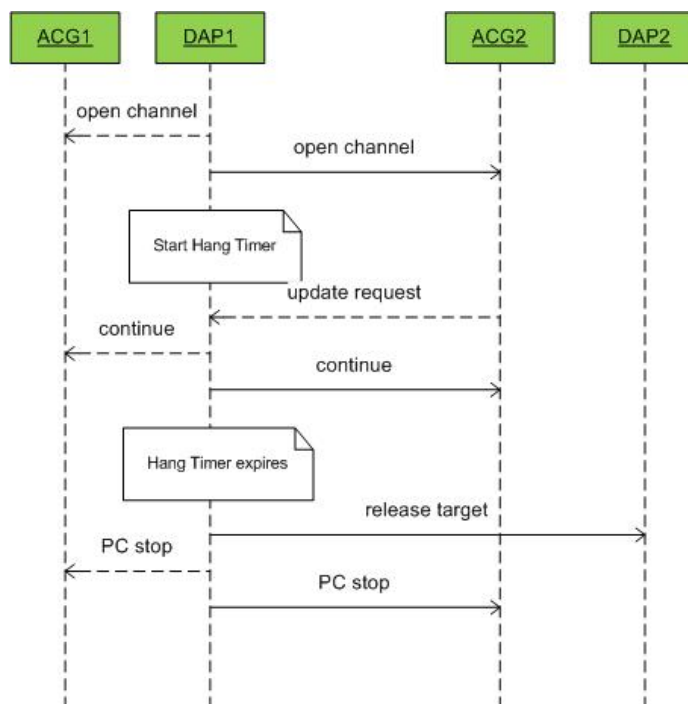 ACG1
DAP1
ACG2
DAP2
open channel
open channel
Start Hang Timer
update request
continue
continue
Hang Timer expires
release target
PC stop
PC stop